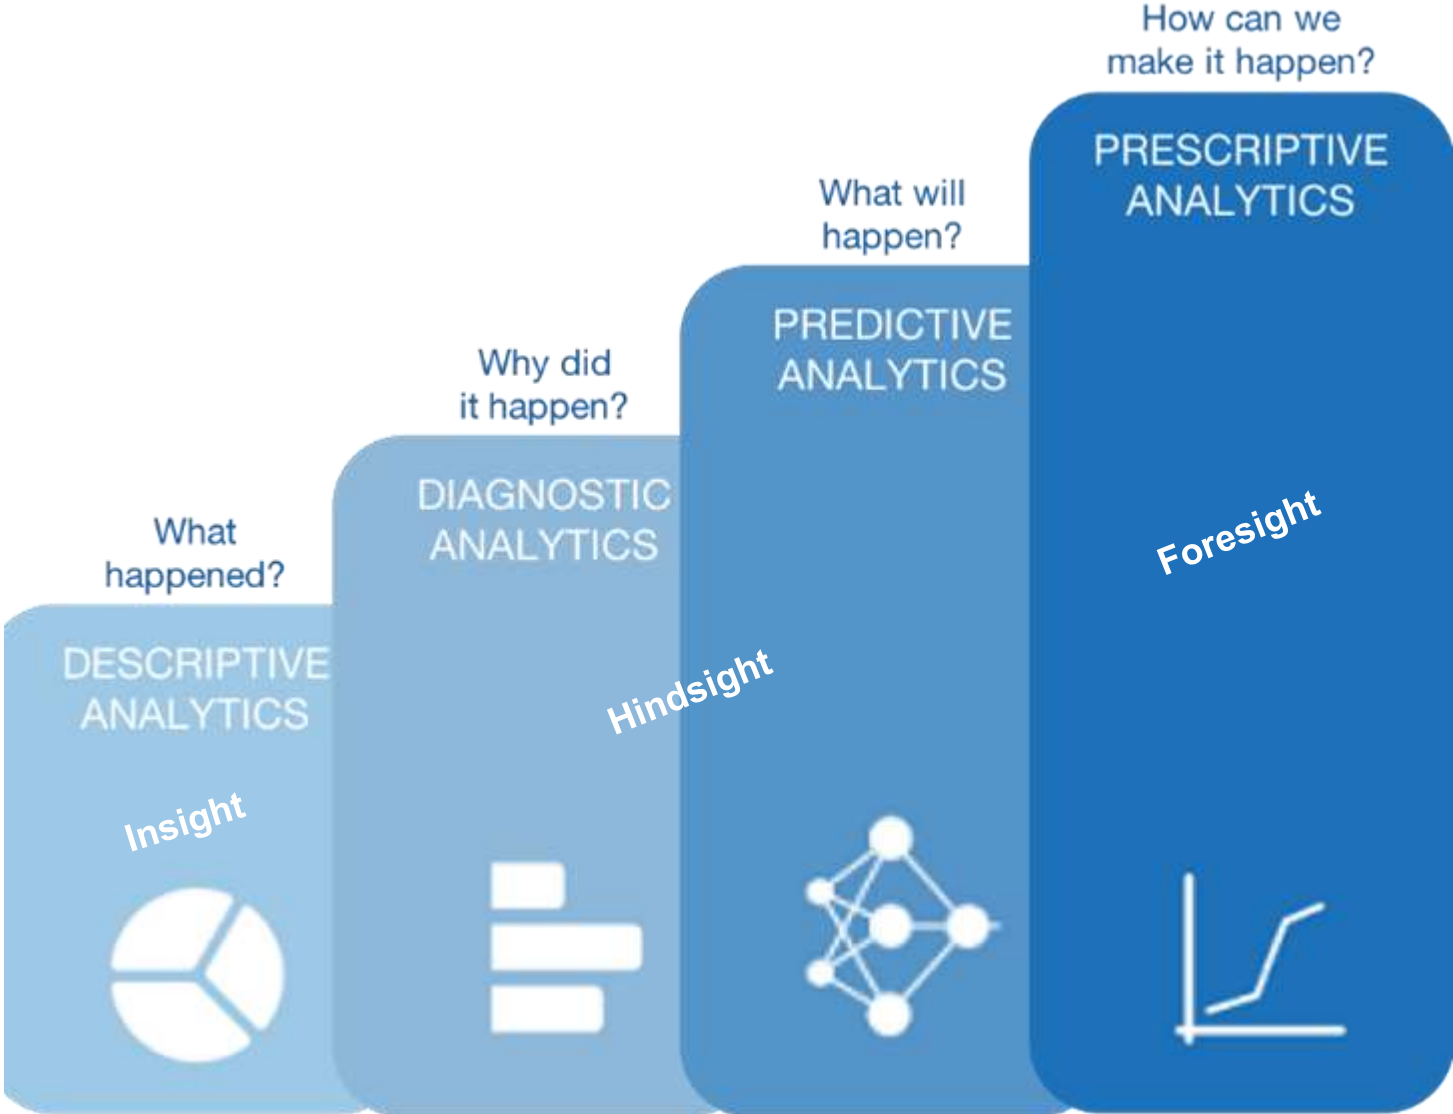 What
happened?
DESCRIPTIVE
ANALYTICS
Insight
Why did
it happen?
DIAGNOSTIC
ANALYTICS
Hindsight
What will
happen?
PREDICTIVE
ANALYTICS
How can we
make it happen?
PRESCRIPTIVE
ANALYTICS
Foresight